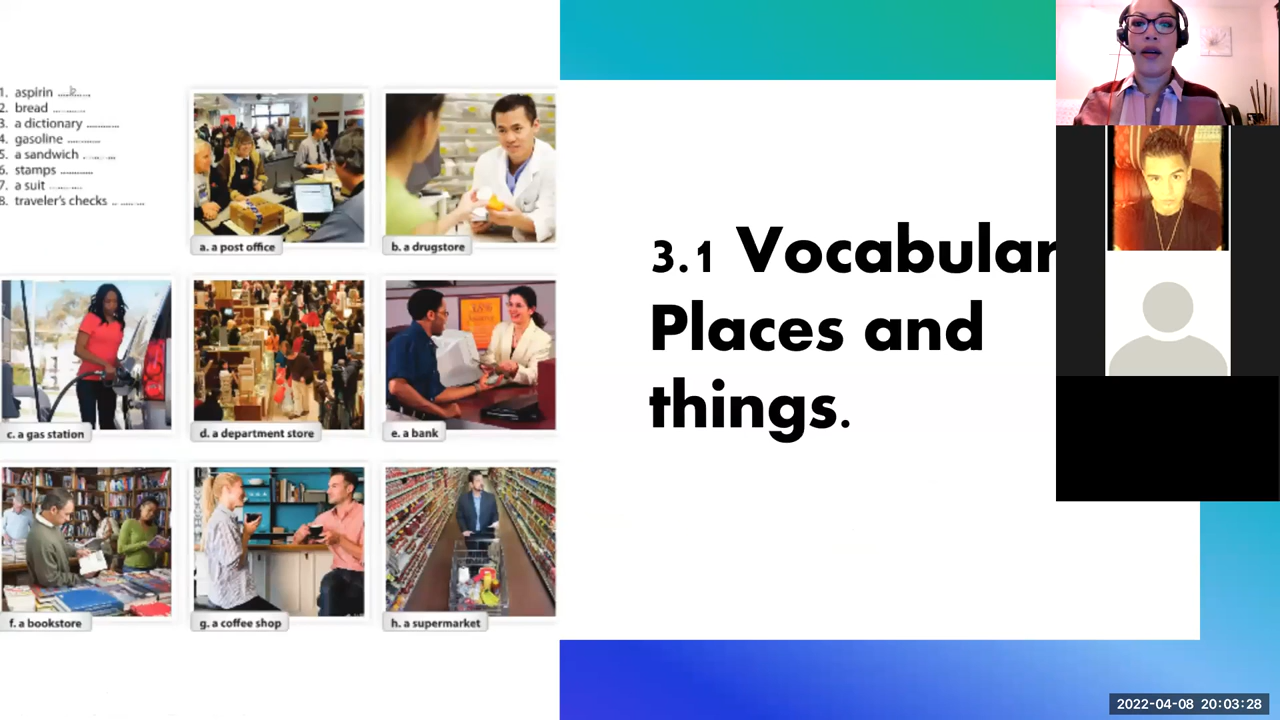 1. aspirin
2. bread
3. a dictionary
4. gasoline
5. a sandwich
6. stamps
7. a suit
8. traveler's checks
a. a post office
b. a drugstore
c. a gas station
d. a department store
e. a bank
f. a bookstore
g. a coffee shop
h. a supermarket
3.1 Vocabular
Places and
things.
2022-04-08 20:03:28